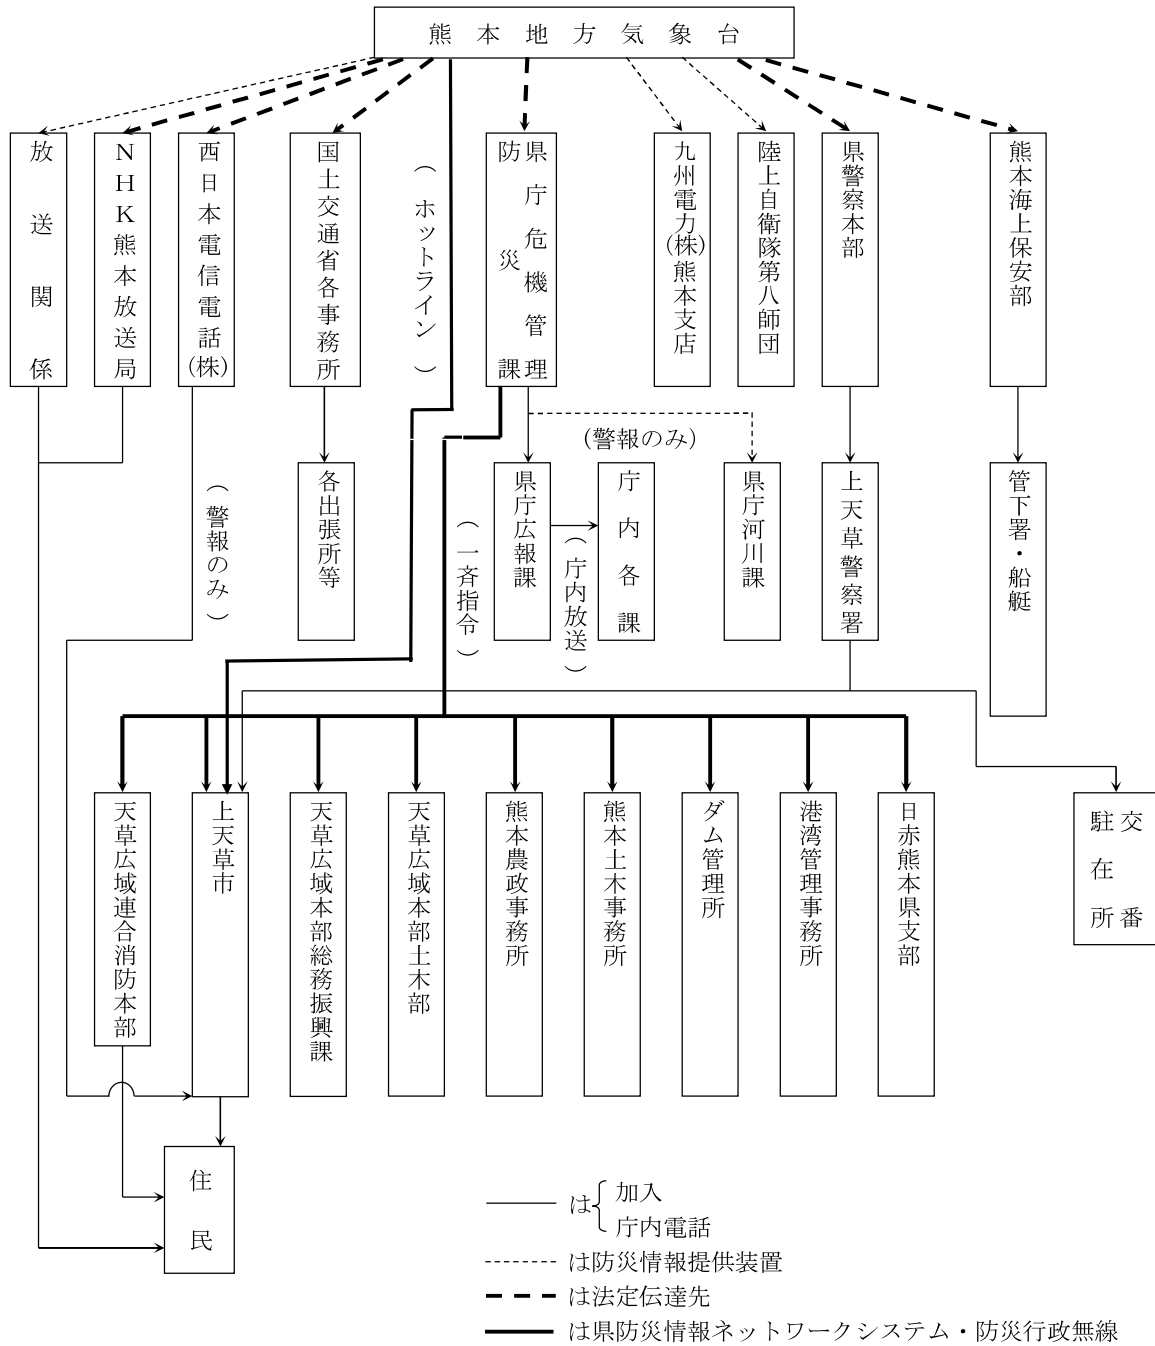 熊本地方気象台
放送関係
NHK熊本放送局
西日本電信電話(株)
国土交通省各事務所
(ホットライン)
県庁危機管理
防災課
九州電力(株)熊本支店
陸上自衛隊第八師団
県警察本部
熊本海上保安部
(警報のみ)
(警報のみ)
各出張所等
(一斉指令)
県庁広報課
(庁内放送)
庁内各課
県庁河川課
上天草警察署
管下署・船艇
天草広域連合消防本部
上天草市
天草広域本部総務振興課
天草広域本部土木部
熊本農政事務所
熊本土木事務所
ダム管理所
港湾管理事務所
日赤熊本県支部
交番
駐在所
住民
は{加入
庁内電話
は防災情報提供装置
は法定伝達先
は県防災情報ネットワークシステム・防災行政無線